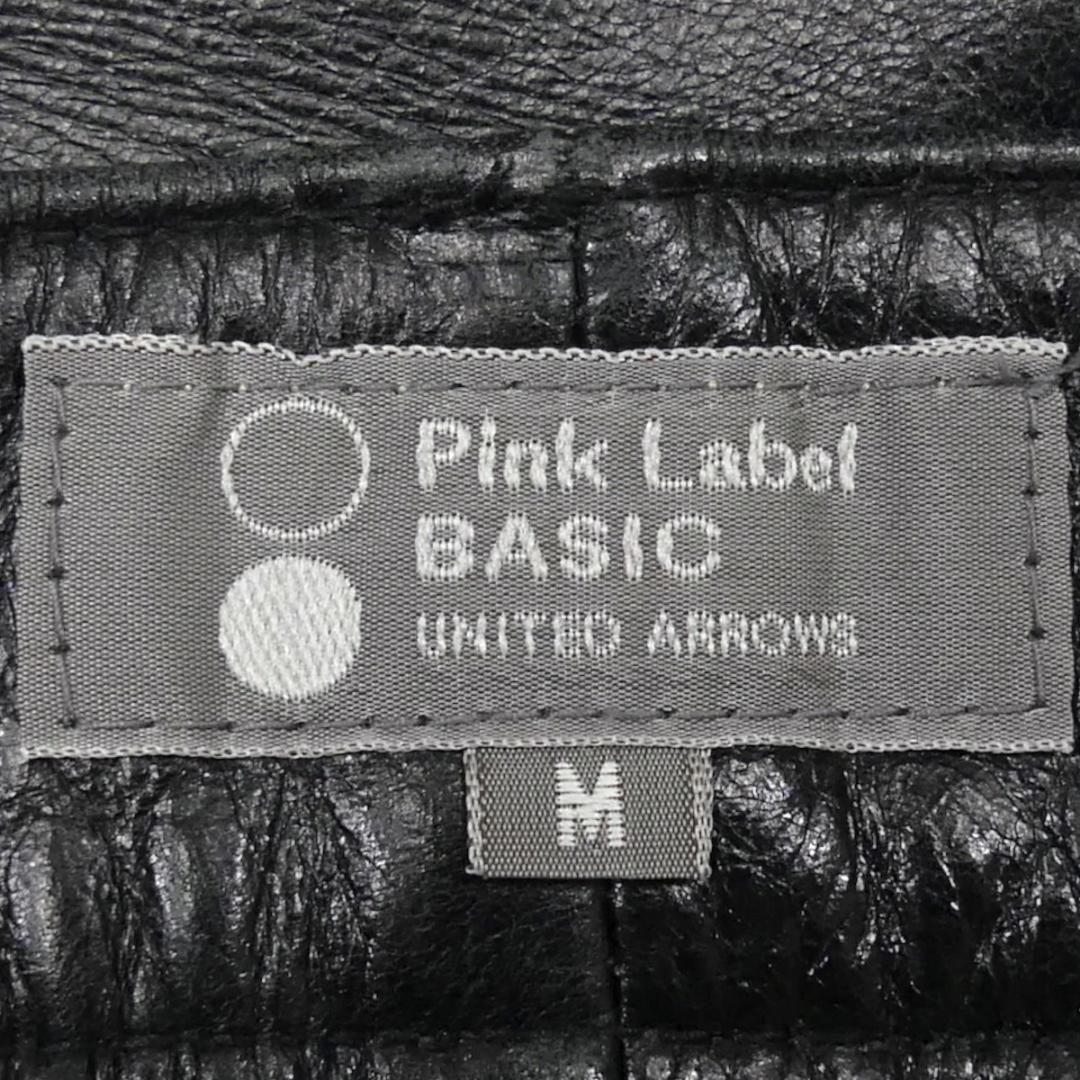 Pink Label
BASIC
UNITED ARROWS
M